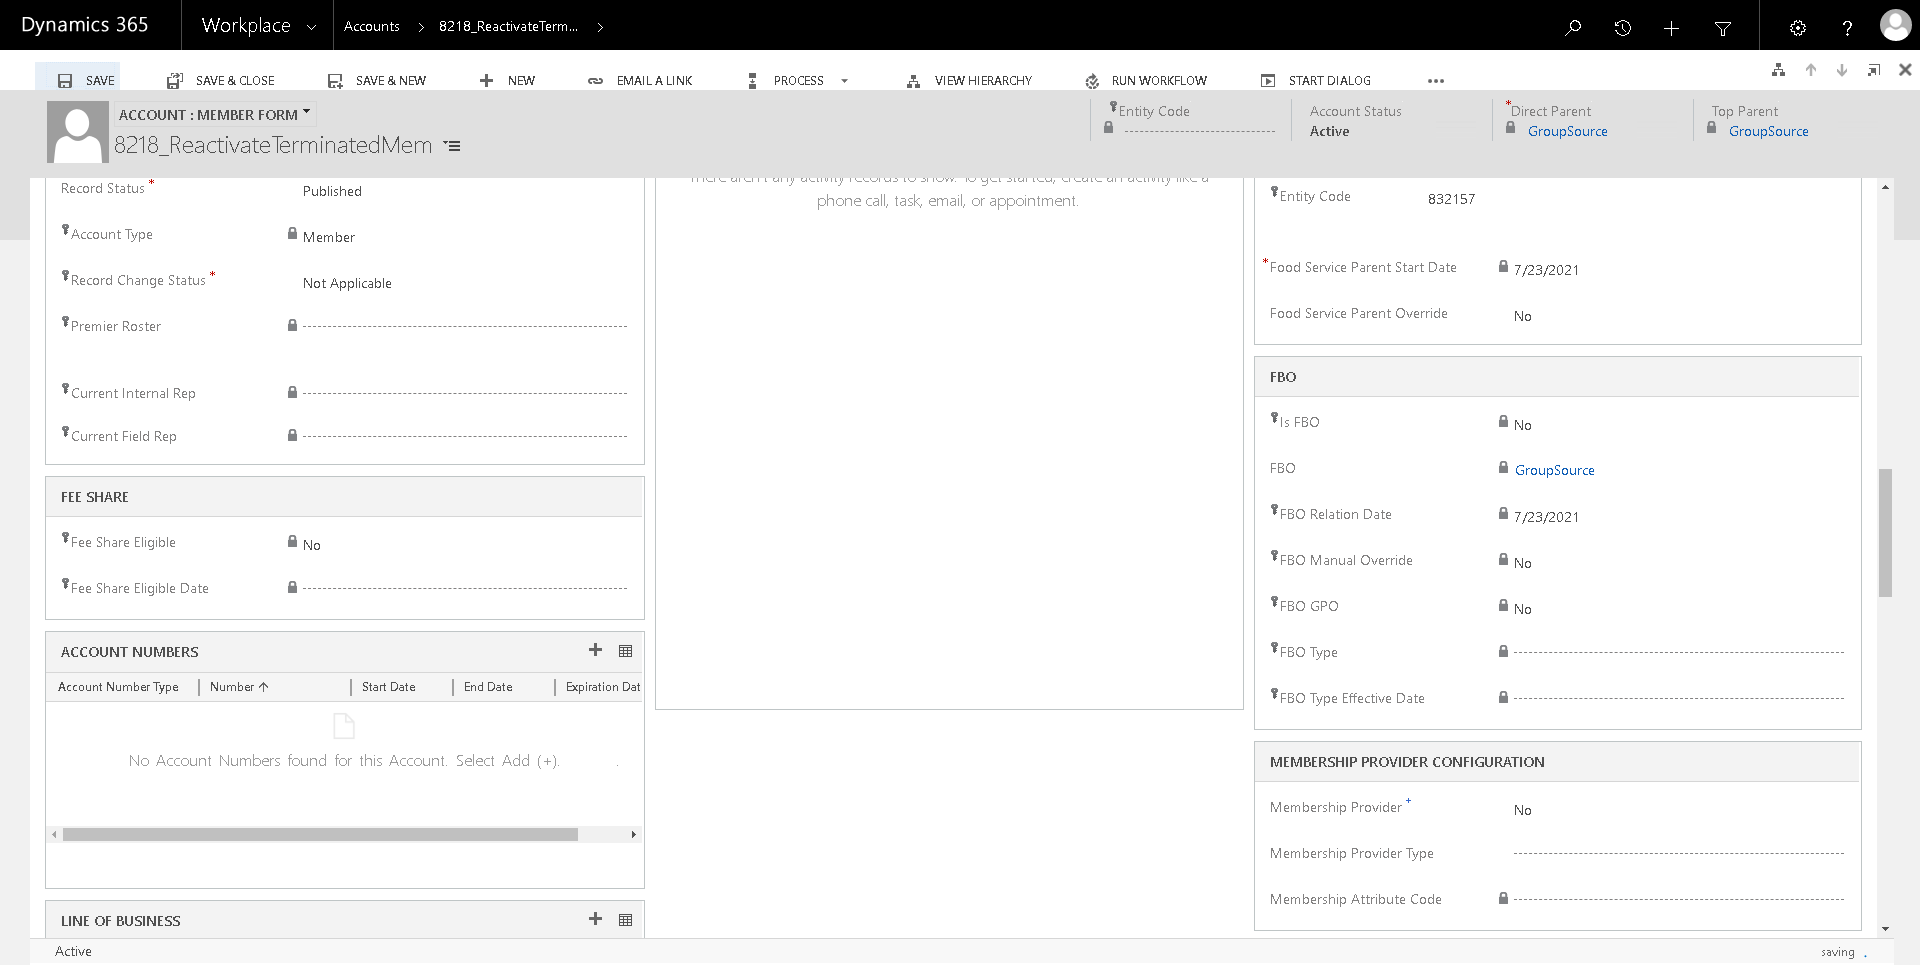 Dynamics 365
Workplace
Accounts
8218_ReactivateTerm...
SAVE
SAVE & CLOSE
SAVE & NEW
NEW
EMAIL A LINK
PROCESS
VIEW HIERARCHY
RUN WORKFLOW
START DIALOG
ACCOUNT : MEMBER FORM
8218_ReactivateTerminatedMem
Entity Code
Account Status
Active
*Direct Parent
GroupSource
Top Parent
GroupSource
Record Status *
Published
Account Type
Member
Record Change Status *
Not Applicable
Premier Roster
Current Internal Rep
Current Field Rep
FEE SHARE
Fee Share Eligible
No
Fee Share Eligible Date
ACCOUNT NUMBERS
Account Number Type
Number
Start Date
End Date
Expiration Dat
No Account Numbers found for this Account. Select Add (+).
LINE OF BUSINESS
There aren't any activity records to show. To get started, create an activity like a
phone call, task, email, or appointment.
Entity Code
832157
*Food Service Parent Start Date
7/23/2021
Food Service Parent Override
No
FBO
Is FBO
No
FBO
GroupSource
FBO Relation Date
7/23/2021
FBO Manual Override
No
FBO GPO
No
FBO Type
FBO Type Effective Date
MEMBERSHIP PROVIDER CONFIGURATION
Membership Provider +
No
Membership Provider Type
Membership Attribute Code
Active
saving